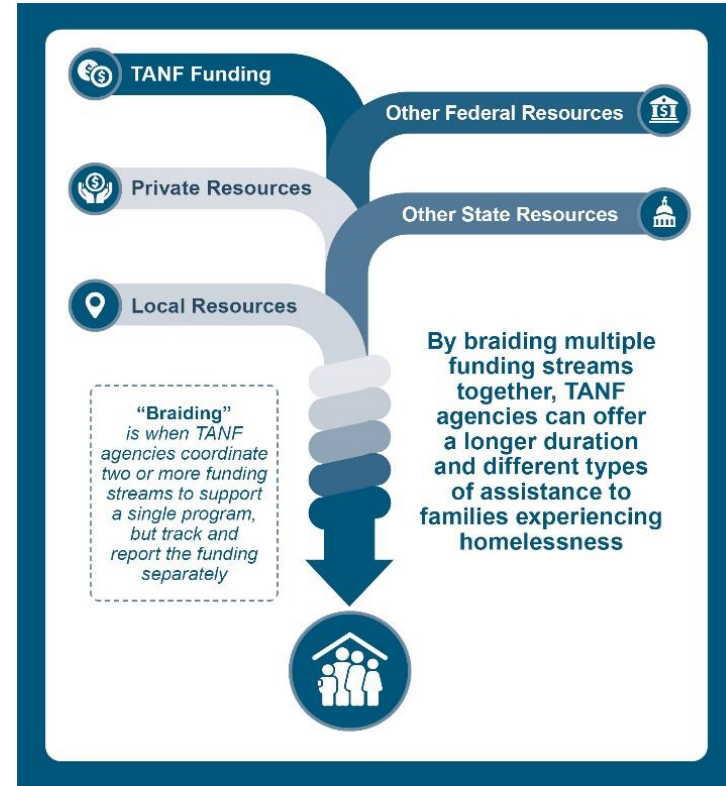 TANF Funding
Other Federal Resources
Private Resources
Other State Resources
Local Resources
“Braiding”
is when TANF
agencies coordinate
two or more funding
streams to support
a single program,
but track and
report the funding
separately
By braiding multiple
funding streams
together, TANF
agencies can offer
a longer duration
and different types
of assistance to
families experiencing
homelessness